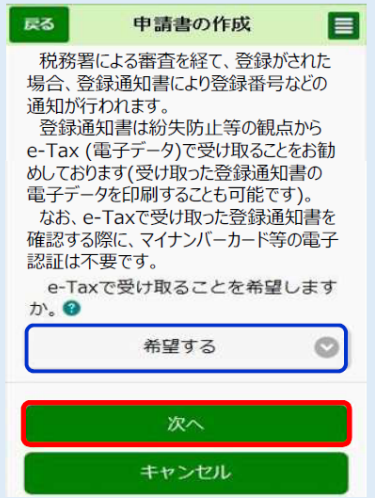 戻る
申請書の作成
税務署による審査を経て、登録がされた
場合、登録通知書により登録番号などの
通知が行われます。
登録通知書は紛失防止等の観点から
e-Tax (電子データ)で受け取ることをお勧
めしております(受け取った登録通知書の
電子データを印刷することも可能です)。
なお、e-Taxで受け取った登録通知書を
確認する際に、マイナンバーカード等の電子
認証は不要です。
e-Taxで受け取ることを希望します
か。?
希望する
次へ
キャンセル